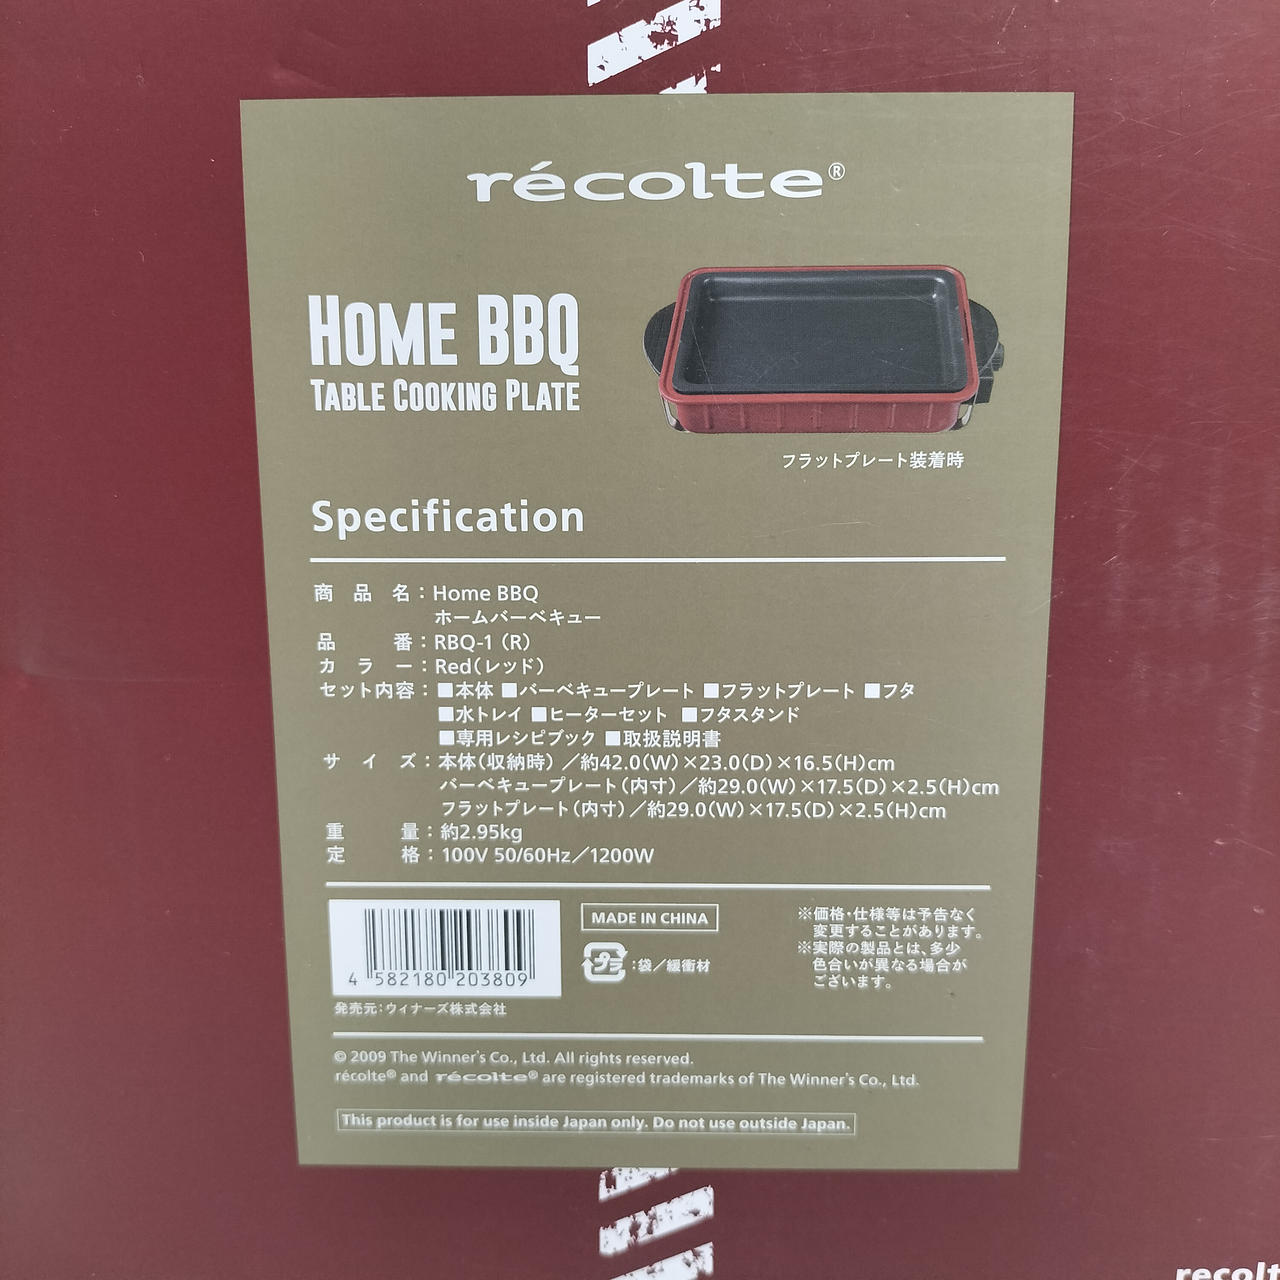 récolte®
HOME BBQ
TABLE COOKING PLATE
フラットプレート装着時
Specification
商品名：Home BBQ
ホームバーベキュー
品番：RBQ-1（R）
カラー：Red（レッド）
セット内容：■本体 ■バーベキュープレート ■フラットプレート ■フタ
■水トレイ ■ヒーターセット ■フタスタンド
■専用レシピブック ■取扱説明書
サイズ：本体（収納時）／約42.0（W）×23.0（D）×16.5（H）cm
バーベキュープレート（内寸）／約29.0（W）×17.5（D）×2.5（H）cm
フラットプレート（内寸）／約29.0（W）×17.5（D）×2.5（H）cm
重量：約2.95kg
定格：100V 50/60Hz／1200W
4 582180 203809
発売元：ウィナーズ株式会社
MADE IN CHINA
プラ：袋／緩衝材
※価格・仕様等は予告なく
変更することがあります。
※実際の製品とは、多少
色合いが異なる場合が
ございます。
© 2009 The Winner's Co., Ltd. All rights reserved.
récolte® and récolte® are registered trademarks of The Winner's Co., Ltd.
This product is for use inside Japan only. Do not use outside Japan.